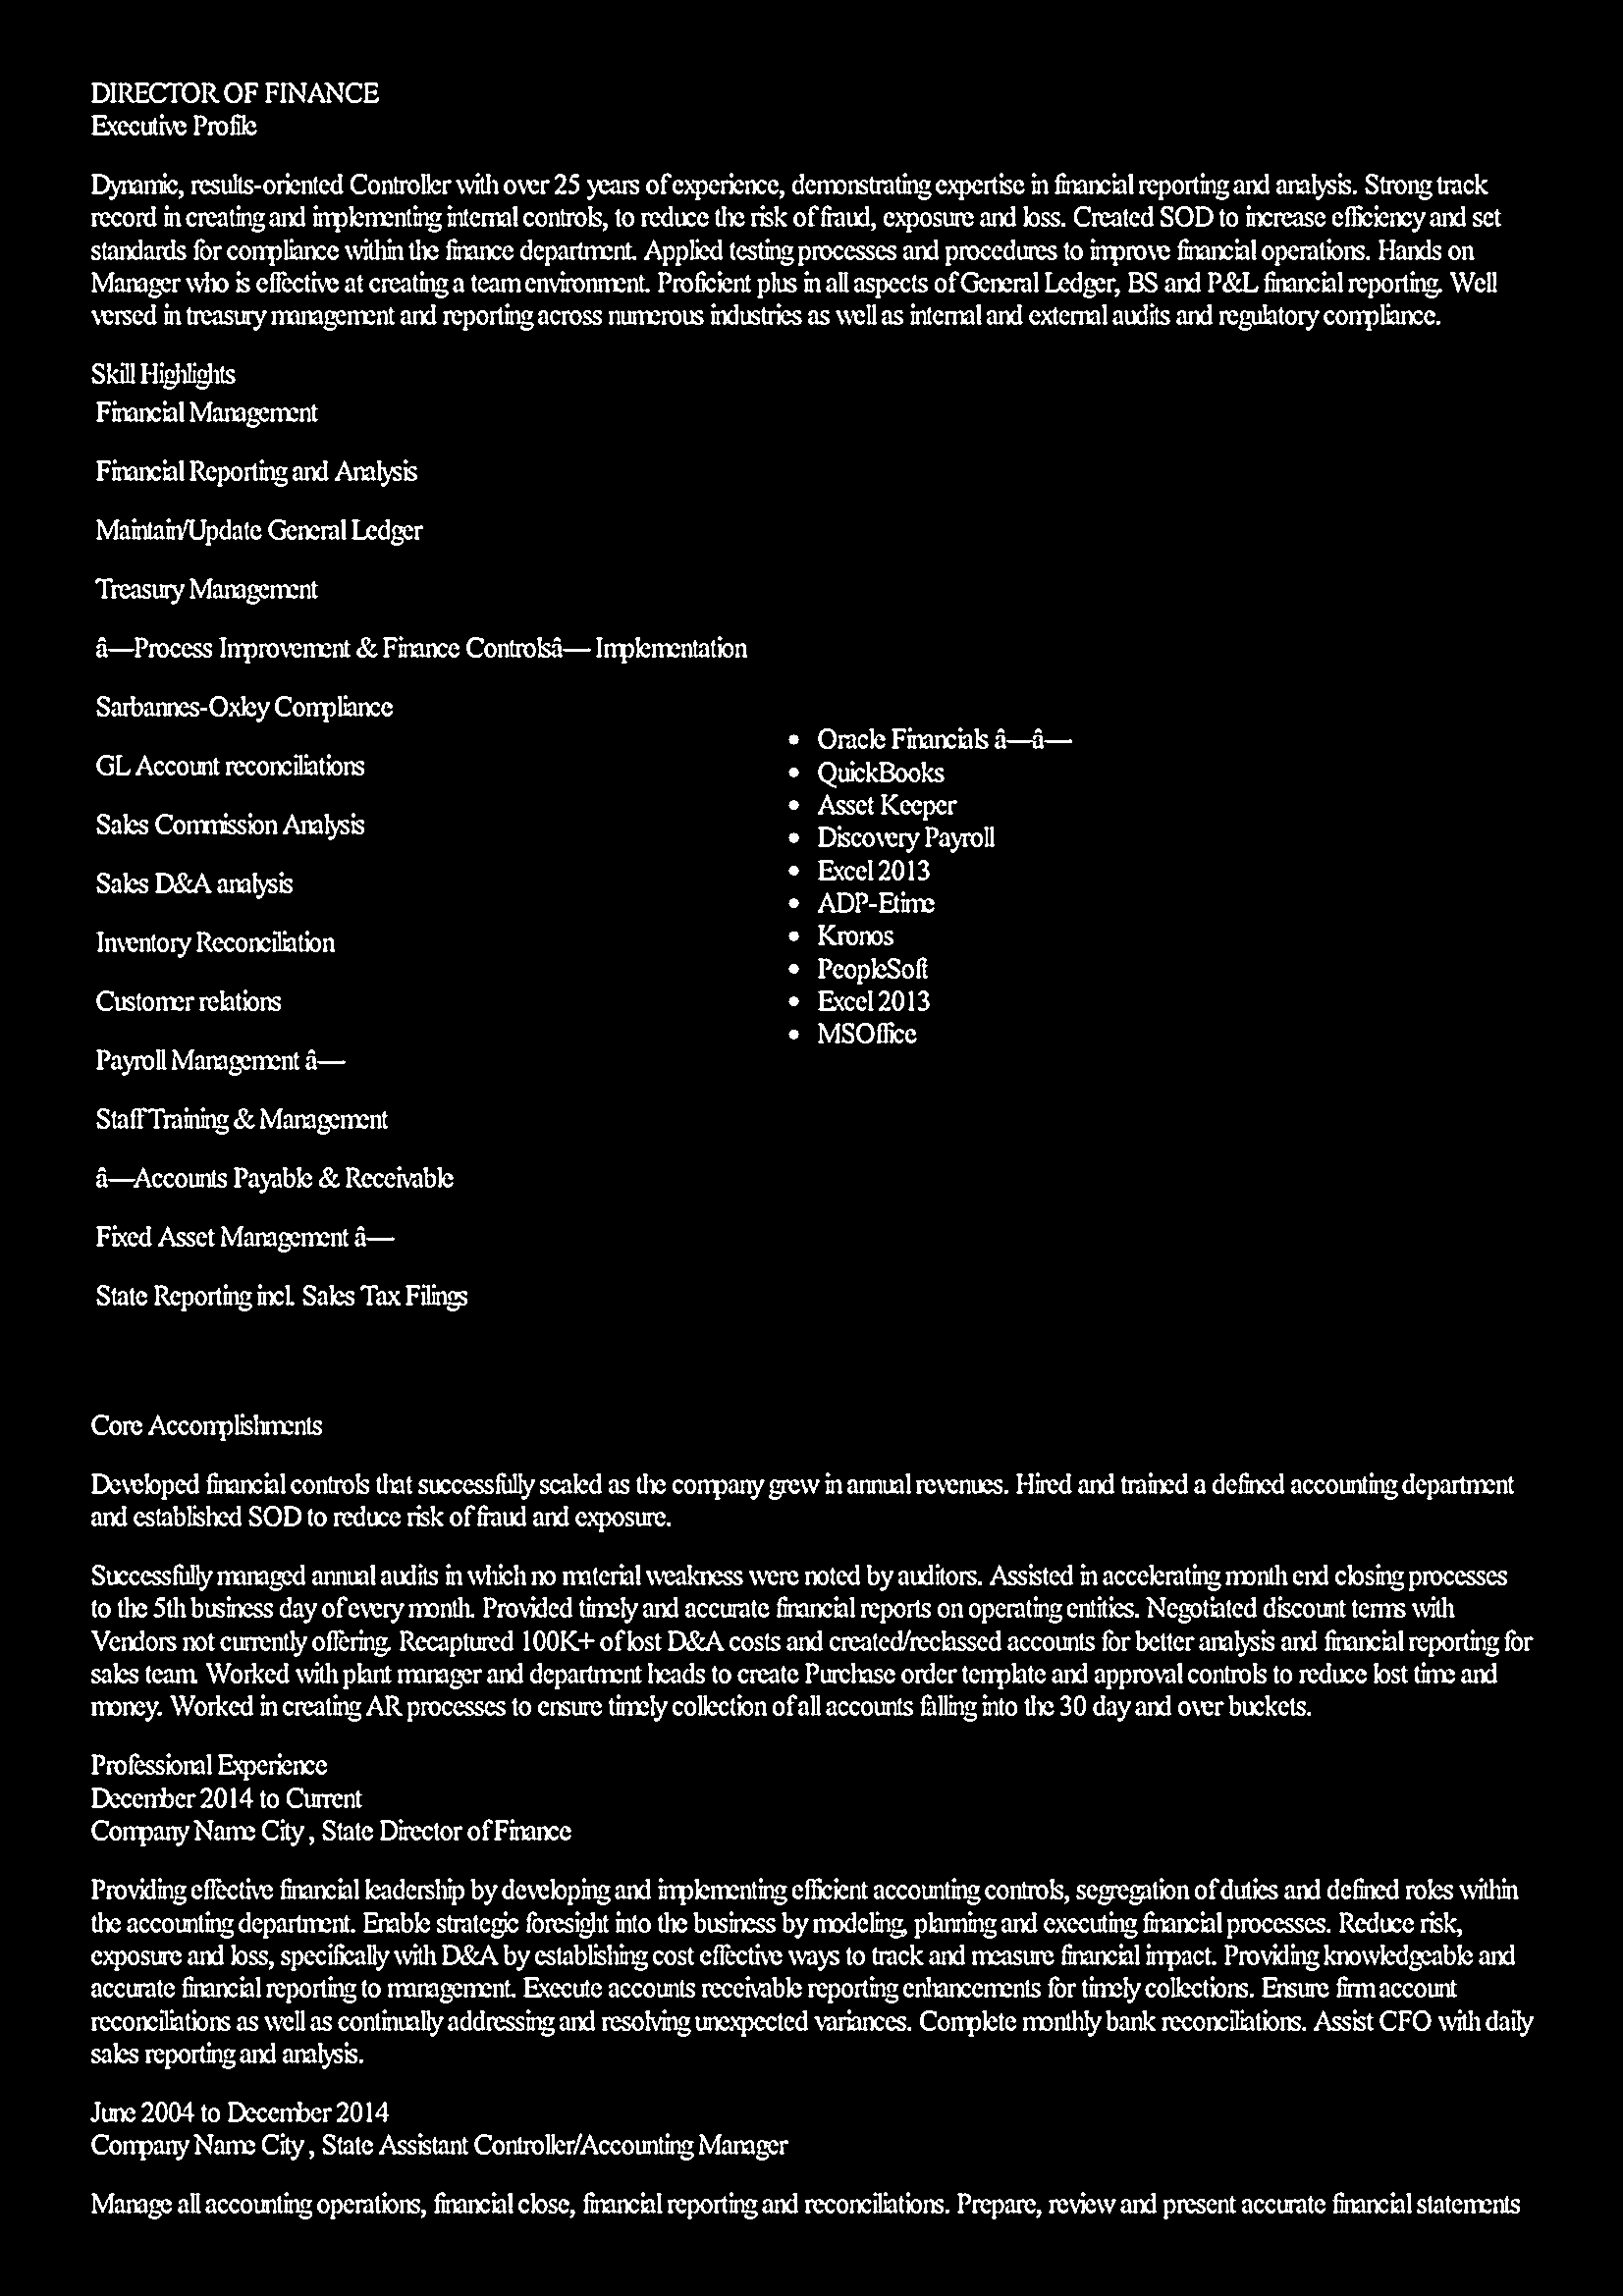 DIRECTOR OF FINANCE
Executive Profile
Dynamic, results-oriented Controller with over 25 years of experience, demonstrating expertise in financial reporting and analysis. Strong track
record in creating and implementing internal controls, to reduce the risk of fraud, exposure and loss. Created SOD to increase efficiency and set
standards for compliance within the finance department. Applied testing processes and procedures to improve financial operations. Hands on
Manager who is effective at creating a team environment. Proficient plus in all aspects of General Ledger, BS and P&L financial reporting. Well
versed in treasury management and reporting across numerous industries as well as internal and external audits and regulatory compliance.
Skill Highlights
Financial Management
Financial Reporting and Analysis
Maintain/Update General Ledger
Treasury Management
â—Process Improvement & Finance Controlsâ— Implementation
Sarbannes-Oxley Compliance
GL Account reconciliations
Sales Commission Analysis
Sales D&A analysis
Inventory Reconciliation
Customer relations
Payroll Management â—
Staff Training & Management
â—Accounts Payable & Receivable
Fixed Asset Management â—
State Reporting incl. Sales Tax Filings
• Oracle Financials â—â—
• QuickBooks
• Asset Keeper
• Discovery Payroll
• Excel 2013
• ADP-Etime
• Kronos
• PeopleSoft
• Excel 2013
• MSOffice
Core Accomplishments
Developed financial controls that successfully scaled as the company grew in annual revenues. Hired and trained a defined accounting department
and established SOD to reduce risk of fraud and exposure.
Successfully managed annual audits in which no material weakness were noted by auditors. Assisted in accelerating month end closing processes
to the 5th business day of every month. Provided timely and accurate financial reports on operating entities. Negotiated discount terms with
Vendors not currently offering. Recaptured 100K+ of lost D&A costs and created/reclassed accounts for better analysis and financial reporting for
sales team. Worked with plant manager and department heads to create Purchase order template and approval controls to reduce lost time and
money. Worked in creating AR processes to ensure timely collection of all accounts falling into the 30 day and over buckets.
Professional Experience
December 2014 to Current
Company Name City , State Director of Finance
Providing effective financial leadership by developing and implementing efficient accounting controls, segregation of duties and defined roles within
the accounting department. Enable strategic foresight into the business by modeling, planning and executing financial processes. Reduce risk,
exposure and loss, specifically with D&A by establishing cost effective ways to track and measure financial impact. Providing knowledgeable and
accurate financial reporting to management. Execute accounts receivable reporting enhancements for timely collections. Ensure firm account
reconciliations as well as continually addressing and resolving unexpected variances. Complete monthly bank reconciliations. Assist CFO with daily
sales reporting and analysis.
June 2004 to December 2014
Company Name City , State Assistant Controller/Accounting Manager
Manage all accounting operations, financial close, financial reporting and reconciliations. Prepare, review and present accurate financial statements